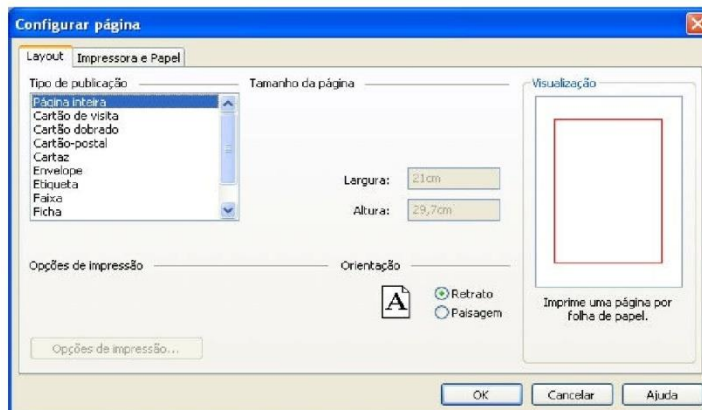 Configurar página
Layout
Impressora e Papel
Tipo de publicação
Página inteira
Cartão de visita
Cartão dobrado
Cartão-postal
Cartaz
Envelope
Etiqueta
Faixa
Ficha
Tamanho da página
Largura: 21cm
Altura: 29,7cm
Visualização
Imprime uma página por
folha de papel.
Opções de impressão
Opções de impressão...
Orientação
A
Retrato
Paisagem
OK
Cancelar
Ajuda